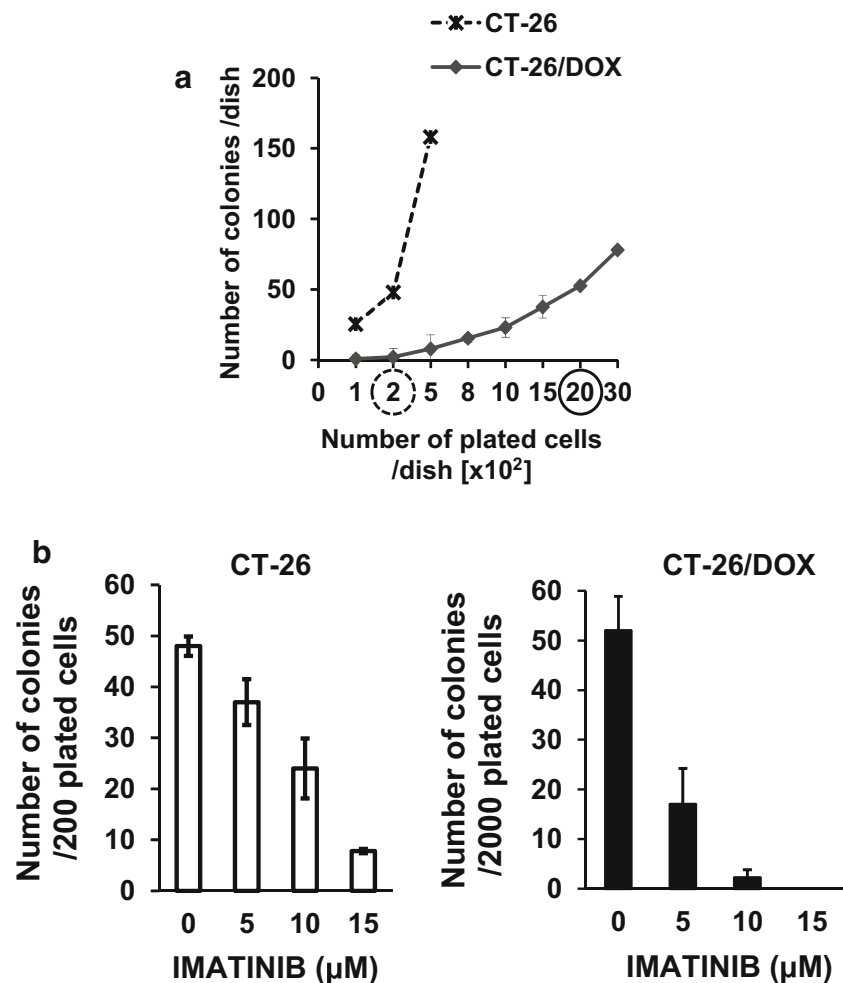 CT-26
CT-26/DOX
a
Number of colonies /dish
200
150
100
50
0
0 1 2 5 8 10 15 20 30
Number of plated cells
/dish [x10²]
b
CT-26
Number of colonies
/200 plated cells
60
50
40
30
20
10
0
0 5 10 15
IMATINIB (µM)
CT-26/DOX
Number of colonies
/2000 plated cells
60
50
40
30
20
10
0
0 5 10 15
IMATINIB (µM)